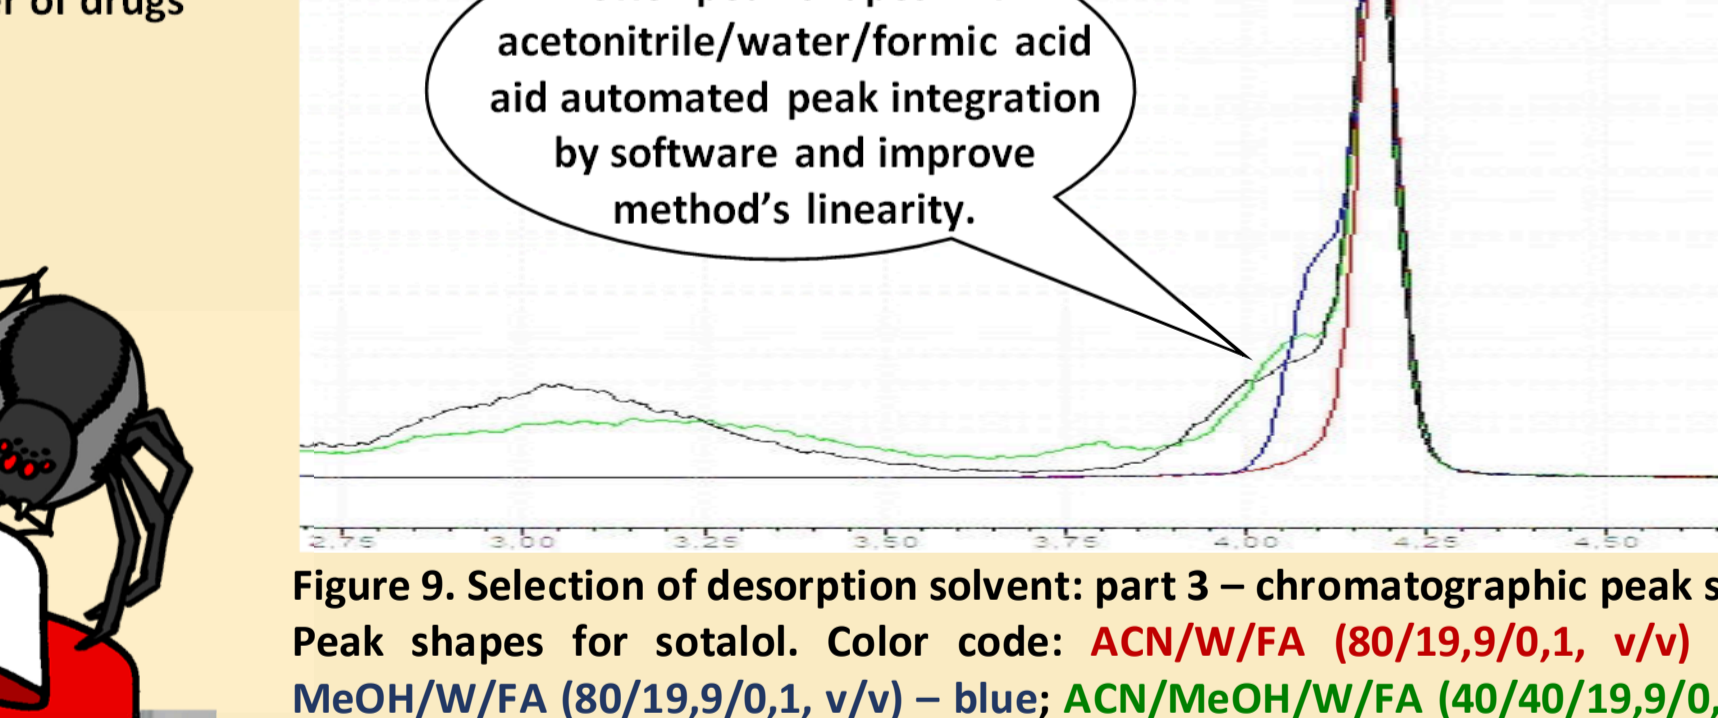 of drugs
acetonitrile/water/formic acid
aid automated peak integration
by software and improve
method’s linearity.
2.75 3.00 3.25 3.50 3.75 4.00 4.25 4.50
Figure 9. Selection of desorption solvent: part 3 – chromatographic peak s
Peak shapes for sotalol. Color code: ACN/W/FA (80/19,9/0,1, v/v)
MeOH/W/FA (80/19,9/0,1, v/v) – blue; ACN/MeOH/W/FA (40/40/19,9/0,